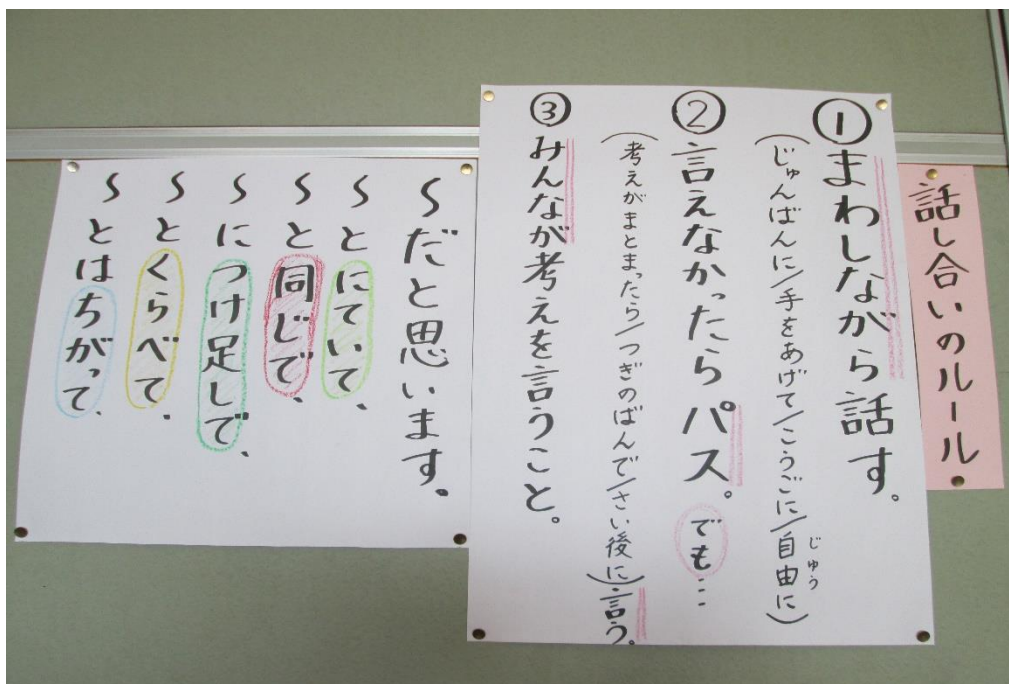 話し合いのルール
①まわしながら話す。
(じゅんばんに/手をあげて/こうごに/自由に)
じゆう
②言えなかったらパス。でも…
(考えがまとまったら/つぎのばんで/さい後に)言う。
③みんなが考えを言うこと。
~だと思います。
~とにていて、
~と同じで、
~につけ足しで、
~とくらべて、
~とはちがって、